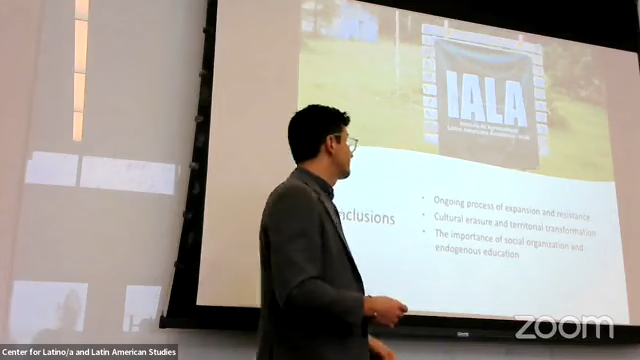 IALA
nclusions
• Ongoing process of expansion and resistance
• Cultural erasure and territorial transformation
• The importance of social organization and
endogenous education
zoom
Center for Latino/a and Latin American Studies